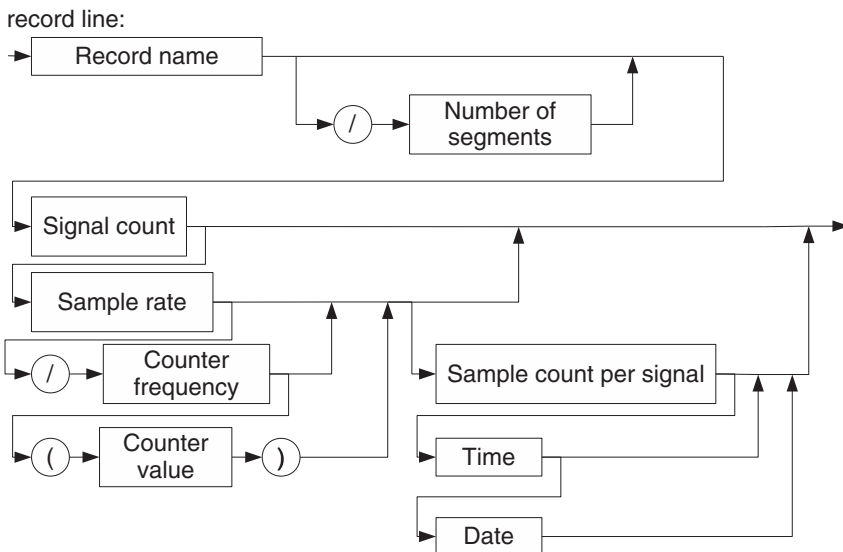 record line:
Record name
/
Number of
segments
Signal count
Sample rate
/
Counter
frequency
Sample count per signal
(
Counter
value
)
Time
Date